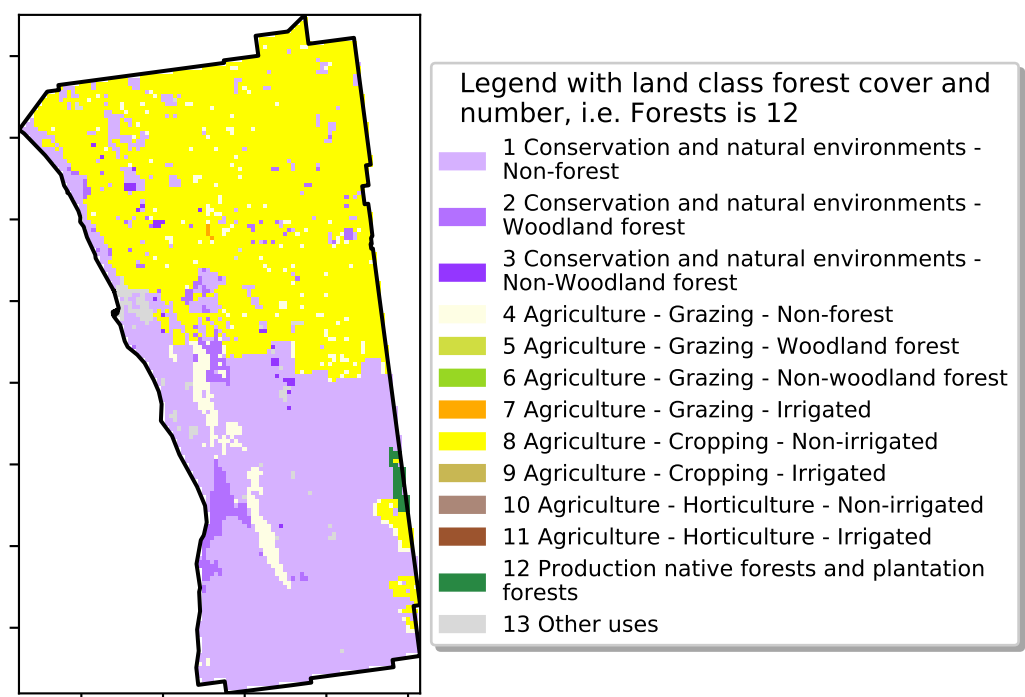 Legend with land class forest cover and
number, i.e. Forests is 12
1 Conservation and natural environments -
Non-forest
2 Conservation and natural environments -
Woodland forest
3 Conservation and natural environments -
Non-Woodland forest
4 Agriculture - Grazing - Non-forest
5 Agriculture - Grazing - Woodland forest
6 Agriculture - Grazing - Non-woodland forest
7 Agriculture - Grazing - Irrigated
8 Agriculture - Cropping - Non-irrigated
9 Agriculture - Cropping - Irrigated
10 Agriculture - Horticulture - Non-irrigated
11 Agriculture - Horticulture - Irrigated
12 Production native forests and plantation
forests
13 Other uses